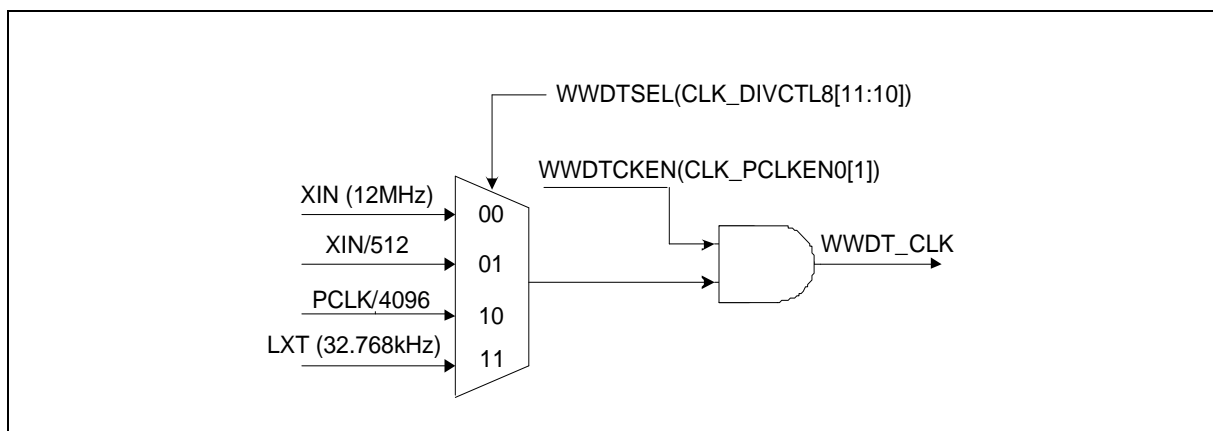 WWDTSEL(CLK_DIVCTL8[11:10])
WWDTCKEN(CLK_PCLKEN0[1])
XIN (12MHz)
00
XIN/512
01
WWDT_CLK
PCLK/4096
10
LXT (32.768kHz)
11